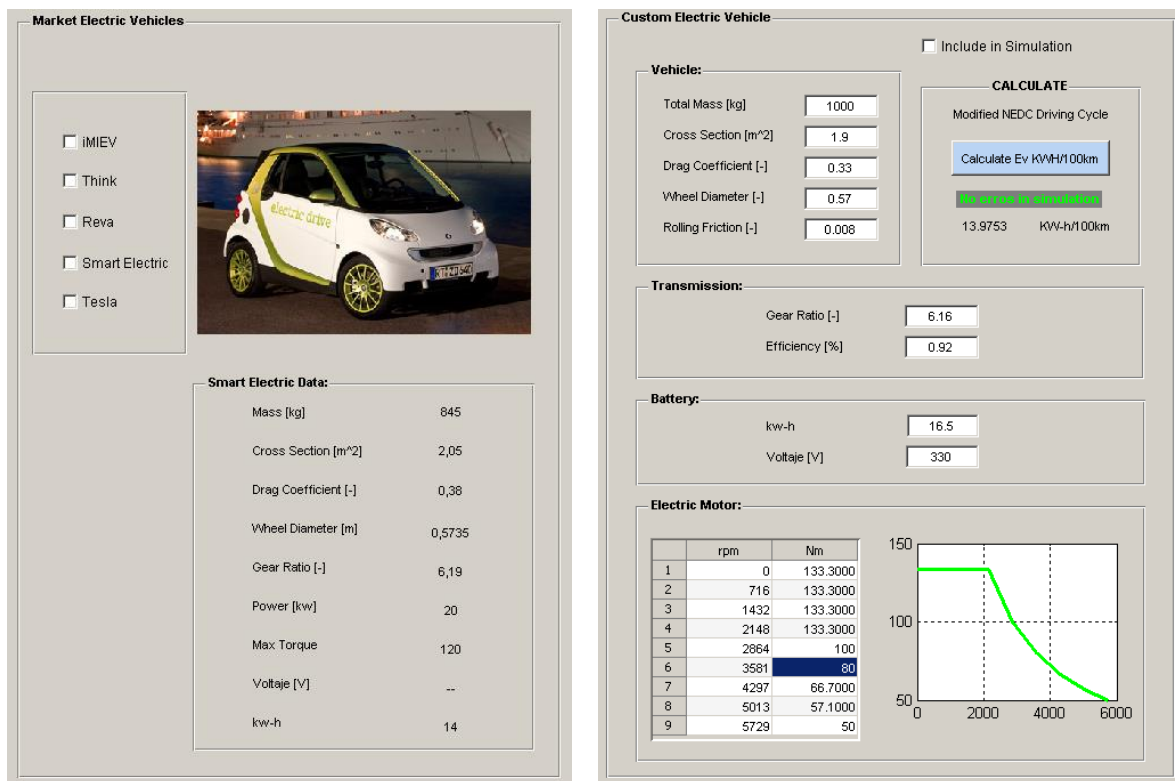 Market Electric Vehicles
iMIEV
Think
Reva
Smart Electric
Tesla
electric drive
Smart Electric Data:
Mass [kg] 845
Cross Section [m^2] 2,05
Drag Coefficient [-] 0,38
Wheel Diameter [m] 0,5735
Gear Ratio [-] 6,19
Power [kw] 20
Max Torque 120
Voltaje [V] --
kw-h 14
Custom Electric Vehicle
Include in Simulation
Vehicle:
Total Mass [kg] 1000
Cross Section [m^2] 1.9
Drag Coefficient [-] 0.33
Wheel Diameter [-] 0.57
Rolling Friction [-] 0.008
CALCULATE
Modified NEDC Driving Cycle
Calculate Ev KWH/100km
No erros in simulation
13.9753 KW-h/100km
Transmission:
Gear Ratio [-] 6.16
Efficiency [%] 0.92
Battery:
kw-h 16.5
Voltaje [V] 330
Electric Motor:
rpm Nm
1 0 133.3000
2 716 133.3000
3 1432 133.3000
4 2148 133.3000
5 2864 100
6 3581 80
7 4297 66.7000
8 5013 57.1000
9 5729 50
150
100
50
0 2000 4000 6000